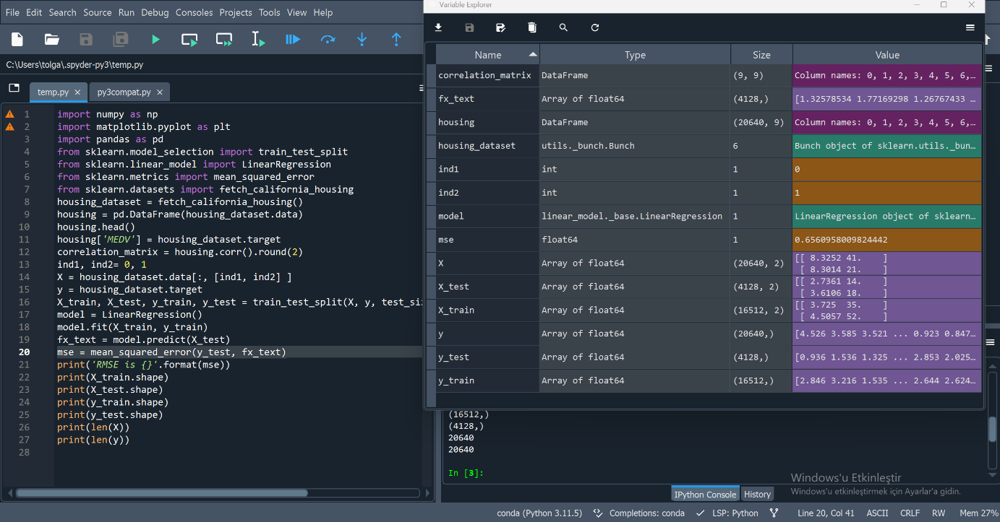 File Edit Search Source Run Debug Consoles Projects Tools View Help
C:\Users\tolga\.spyder-py3\temp.py
temp.py
py3compat.py
1 import numpy as np
2 import matplotlib.pyplot as plt
3 import pandas as pd
4 from sklearn.model_selection import train_test_split
5 from sklearn.linear_model import LinearRegression
6 from sklearn.metrics import mean_squared_error
7 from sklearn.datasets import fetch_california_housing
8 housing_dataset = fetch_california_housing()
9 housing = pd.DataFrame(housing_dataset.data)
10 housing.head()
11 housing['MEDV'] = housing_dataset.target
12 correlation_matrix = housing.corr().round(2)
13 ind1, ind2= 0, 1
14 X = housing_dataset.data[:, [ind1, ind2] ]
15 y = housing_dataset.target
16 X_train, X_test, y_train, y_test = train_test_split(X, y, test_si
17 model = LinearRegression()
18 model.fit(X_train, y_train)
19 fx_text = model.predict(X_test)
20 mse = mean_squared_error(y_test, fx_text)
21 print('RMSE is {}'.format(mse))
22 print(X_train.shape)
23 print(X_test.shape)
24 print(y_train.shape)
25 print(y_test.shape)
26 print(len(X))
27 print(len(y))
28
Variable Explorer
Name Type Size Value
correlation_matrix DataFrame (9, 9) Column names: 0, 1, 2, 3, 4, 5, 6,…
fx_text Array of float64 (4128,) [1.32578534 1.77169298 1.26767433 …
housing DataFrame (20640, 9) Column names: 0, 1, 2, 3, 4, 5, 6,…
housing_dataset utils._bunch.Bunch 6 Bunch object of sklearn.utils._bun…
ind1 int 1 0
ind2 int 1 1
model linear_model._base.LinearRegression 1 LinearRegression object of sklearn…
mse float64 1 0.6560958009824442
X Array of float64 (20640, 2) [[ 8.3252 41. ]
[ 8.3014 21. ]
X_test Array of float64 (4128, 2) [[ 2.7361 14. ]
[ 3.6106 18. ]
X_train Array of float64 (16512, 2) [[ 3.725 35. ]
[ 4.5057 52. ]
y Array of float64 (20640,) [4.526 3.585 3.521 ... 0.923 0.847…
y_test Array of float64 (4128,) [0.936 1.536 1.325 ... 2.853 2.025…
y_train Array of float64 (16512,) [2.846 3.216 1.535 ... 2.644 2.624…
(16512,)
(4128,)
20640
20640
In [3]:
Windows'u Etkinleştir
Windows'u etkinleştirmek için Ayarlar'a gidin.
IPython Console History
conda (Python 3.11.5) Completions: conda LSP: Python Line 20, Col 41 ASCII CRLF RW Mem 27%